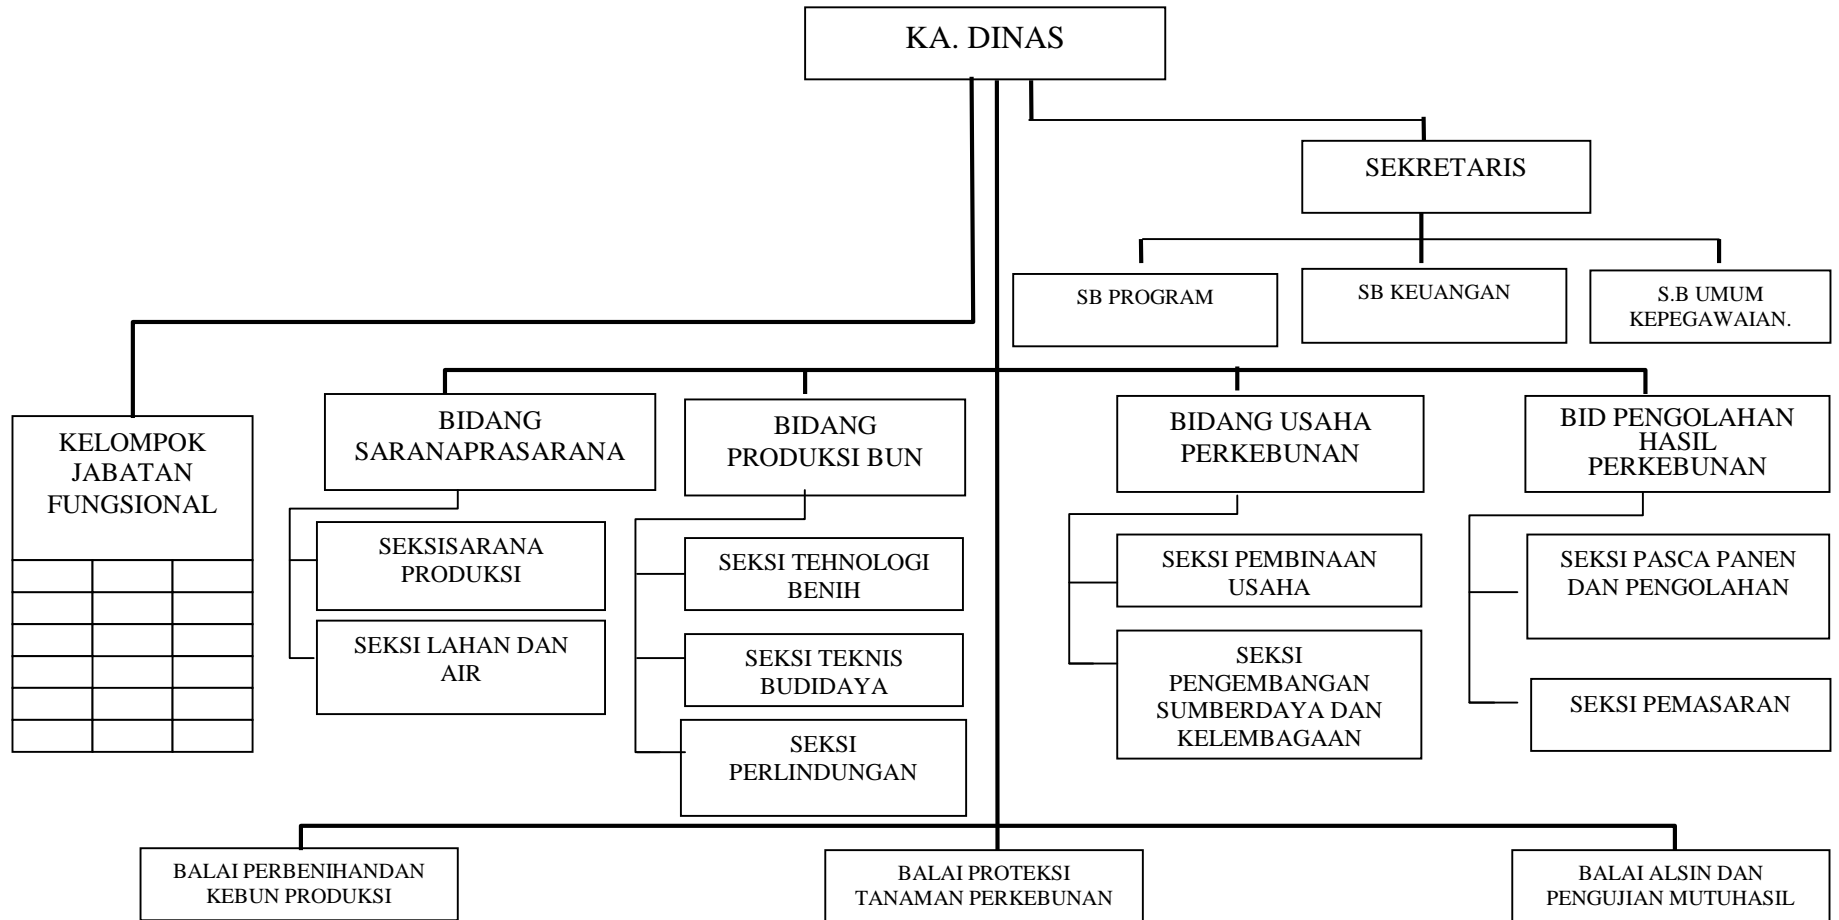 KA. DINAS
SEKRETARIS
SB PROGRAM
SB KEUANGAN
S.B UMUM
KEPEGAWAIAN.
KELOMPOK
JABATAN
FUNGSIONAL
BIDANG
SARANAPRASARANA
SEKSISARANA
PRODUKSI
SEKSI LAHAN DAN
AIR
BIDANG
PRODUKSI BUN
SEKSI TEHNOLOGI
BENIH
SEKSI TEKNIS
BUDIDAYA
SEKSI
PERLINDUNGAN
BIDANG USAHA
PERKEBUNAN
SEKSI PEMBINAAN
USAHA
SEKSI
PENGEMBANGAN
SUMBERDAYA DAN
KELEMBAGAAN
BID PENGOLAHAN
HASIL
PERKEBUNAN
SEKSI PASCA PANEN
DAN PENGOLAHAN
SEKSI PEMASARAN
BALAI PERBENIHANDAN
KEBUN PRODUKSI
BALAI PROTEKSI
TANAMAN PERKEBUNAN
BALAI ALSIN DAN
PENGUJIAN MUTUHASIL